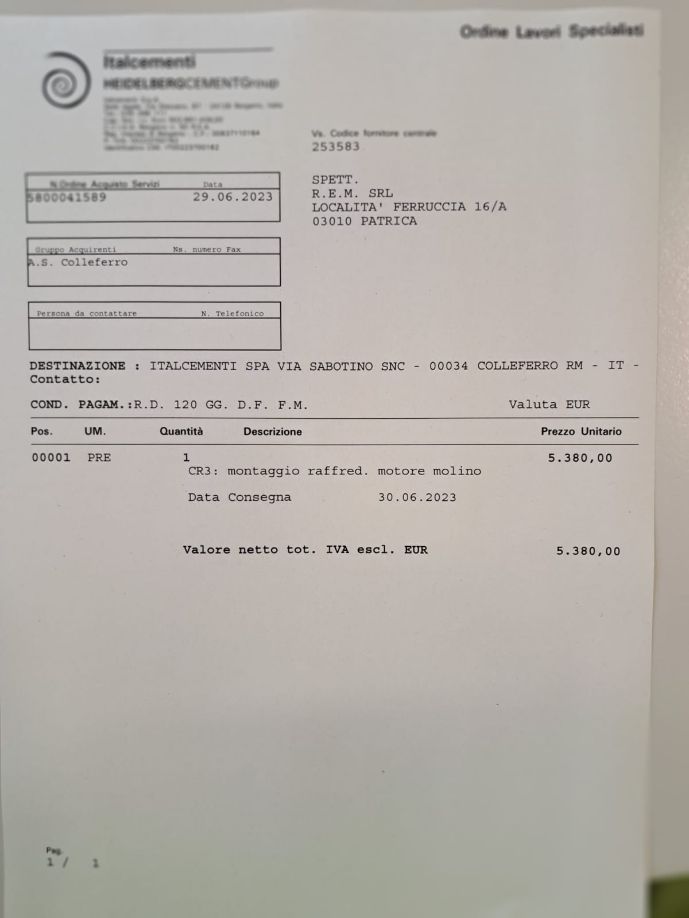 Ordine Lavori Specialisti
Italcementi
HEIDELBERGCEMENTGroup
Vs. Codice fornitore centrale
253583
SPETT.
R.E.M. SRL
LOCALITA' FERRUCCIA 16/A
03010 PATRICA
N.Ordine Acquisto Servizi Data
5800041589 29.06.2023
Gruppo Acquirenti Ns. numero Fax
A.S. Colleferro
Persona da contattare N. Telefonico
DESTINAZIONE : ITALCEMENTI SPA VIA SABOTINO SNC - 00034 COLLEFERRO RM - IT -
Contatto:
COND. PAGAM.:R.D. 120 GG. D.F. F.M. Valuta EUR
Pos. UM. Quantità Descrizione Prezzo Unitario
00001 PRE 1 5.380,00
CR3: montaggio raffred. motore molino
Data Consegna 30.06.2023
Valore netto tot. IVA escl. EUR 5.380,00
Pag.
1 / 1